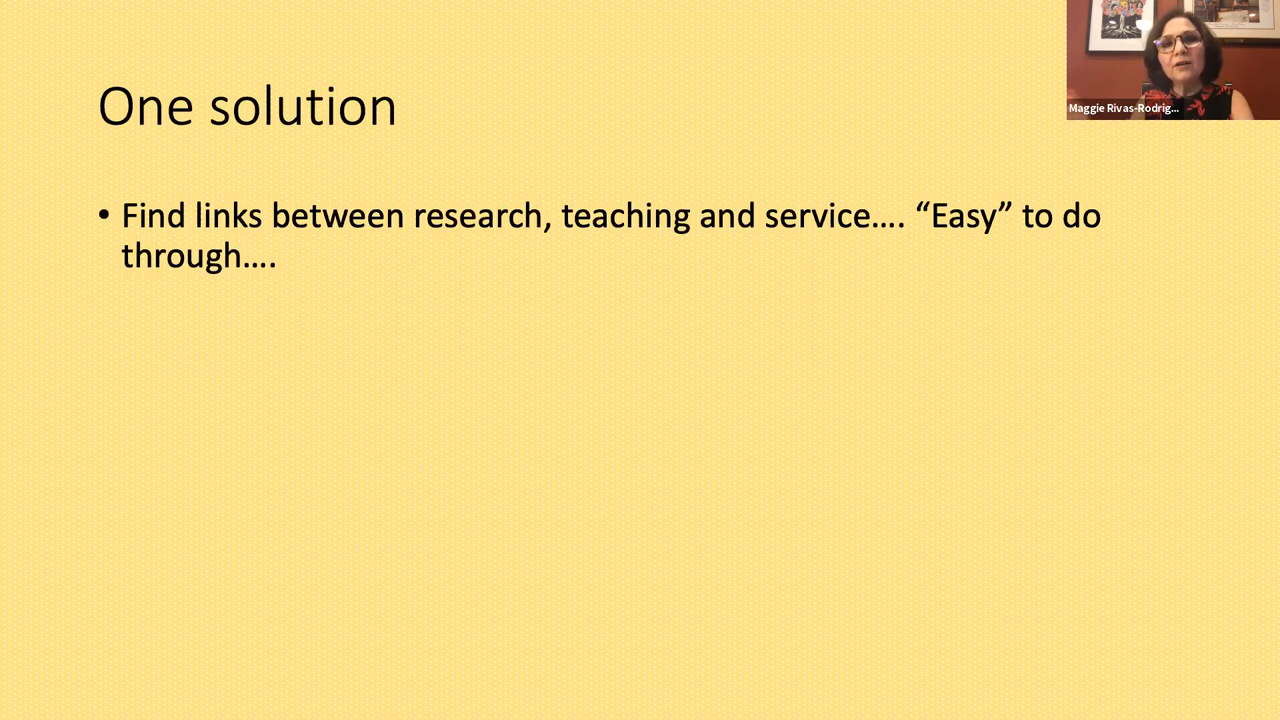 One solution
• Find links between research, teaching and service…. “Easy” to do
through….
Maggie Rivas-Rodrig...